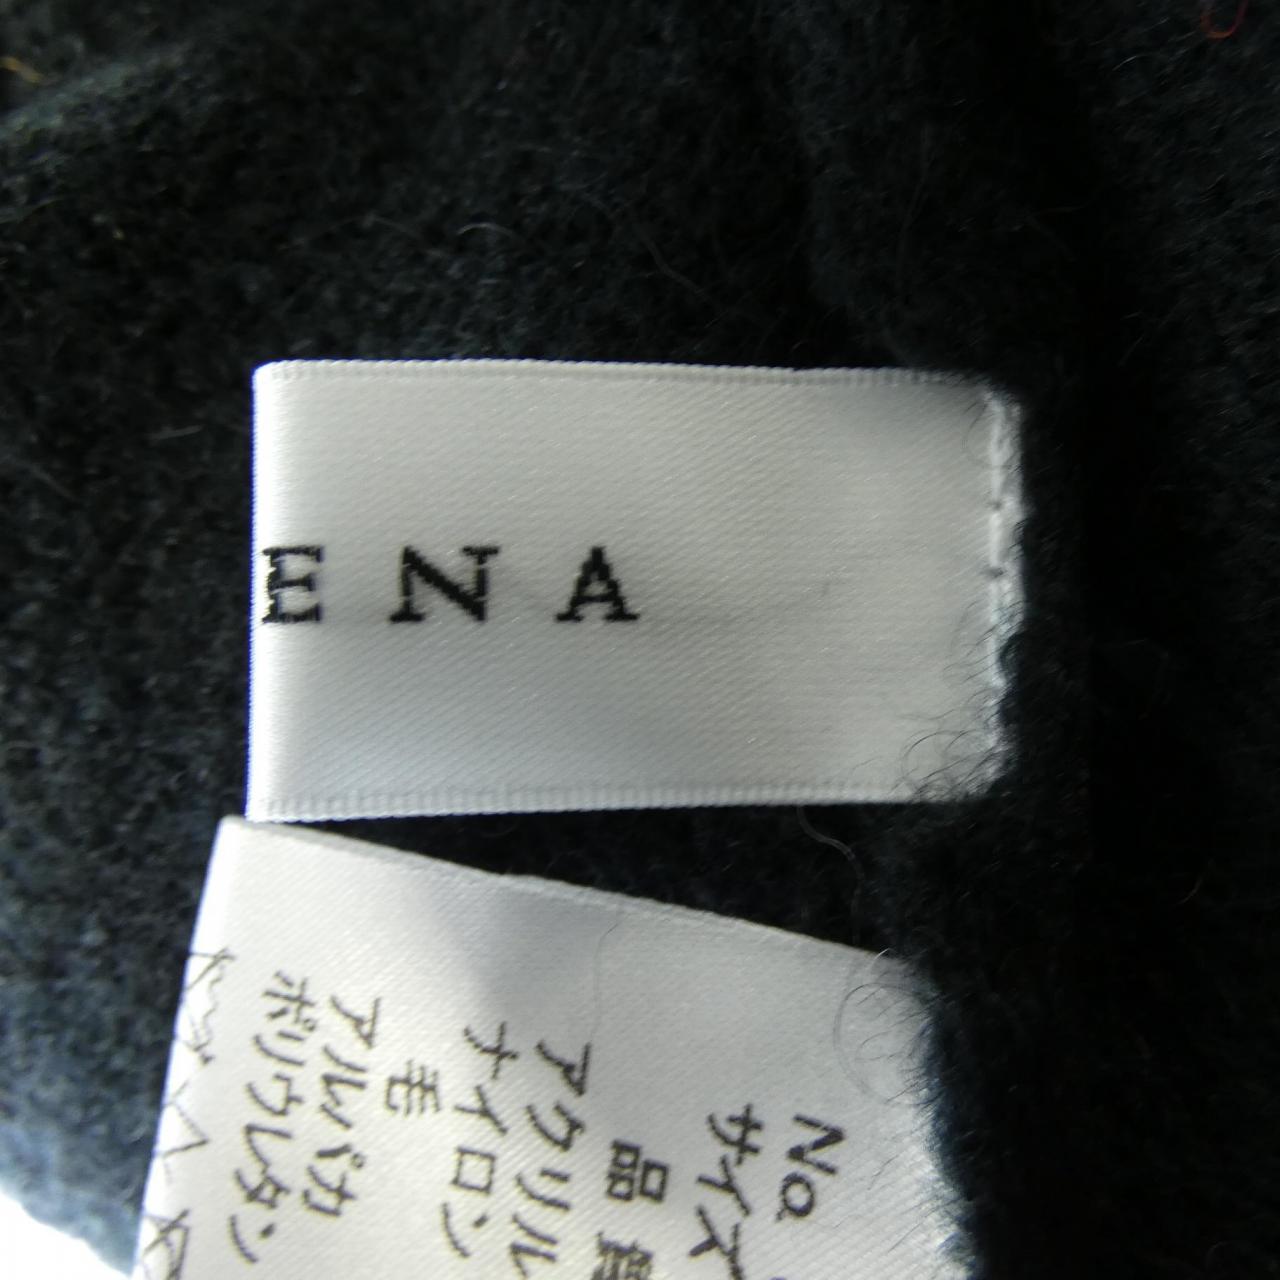 ENA
No
サイズ
品質
アクリル
ナイロン
毛
アルパカ
ポリウレタン